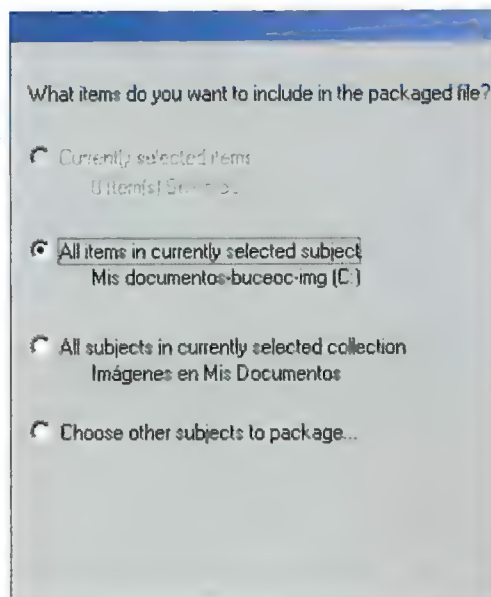 What items do you want to include in the packaged file?
Currently selected items
All items in currently selected subject
Mis documentos-buceoc-img (C:)
All subjects in currently selected collection
Imágenes en Mis Documentos
Choose other subjects to package...